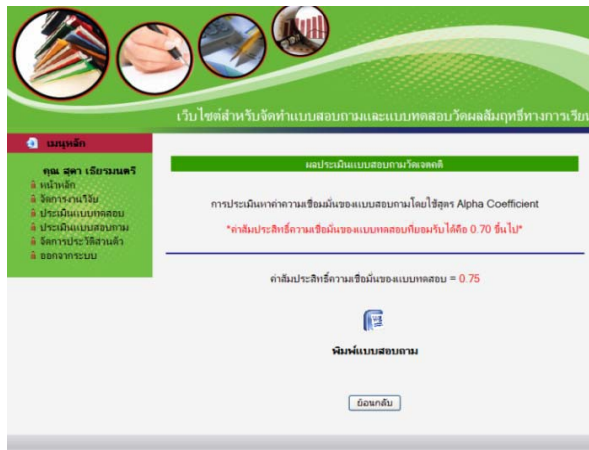 เว็บไซต์สำหรับจัดทำแบบสอบถามและแบบทดสอบวัดผลสัมฤทธิ์ทางการเรียน
เมนุหลัก
คุณ สุดา เธียรมนตรี
หน้าหลัก
จัดการงานวิจัย
ประเมินแบบทดสอบ
ประเมินแบบสอบถาม
จัดการประวัติส่วนตัว
ออกจากระบบ
ผลประเมินแบบสอบถามวัดเจตคติ
การประเมินหาค่าความเชื่อมั่นของแบบสอบถามโดยใช้สูตร Alpha Coefficient
*ค่าสัมประสิทธิ์ความเชื่อมั่นของแบบทดสอบที่ยอมรับได้คือ 0.70 ขึ้นไป*
ค่าสัมประสิทธิ์ความเชื่อมั่นของแบบทดสอบ = 0.75
พิมพ์แบบสอบถาม
ย้อนกลับ